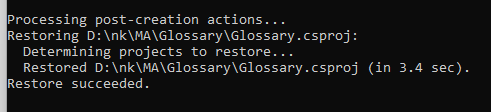 Processing post-creation actions...
Restoring D:\nk\MA\Glossary\Glossary.csproj:
  Determining projects to restore...
  Restored D:\nk\MA\Glossary\Glossary.csproj (in 3.4 sec).
Restore succeeded.